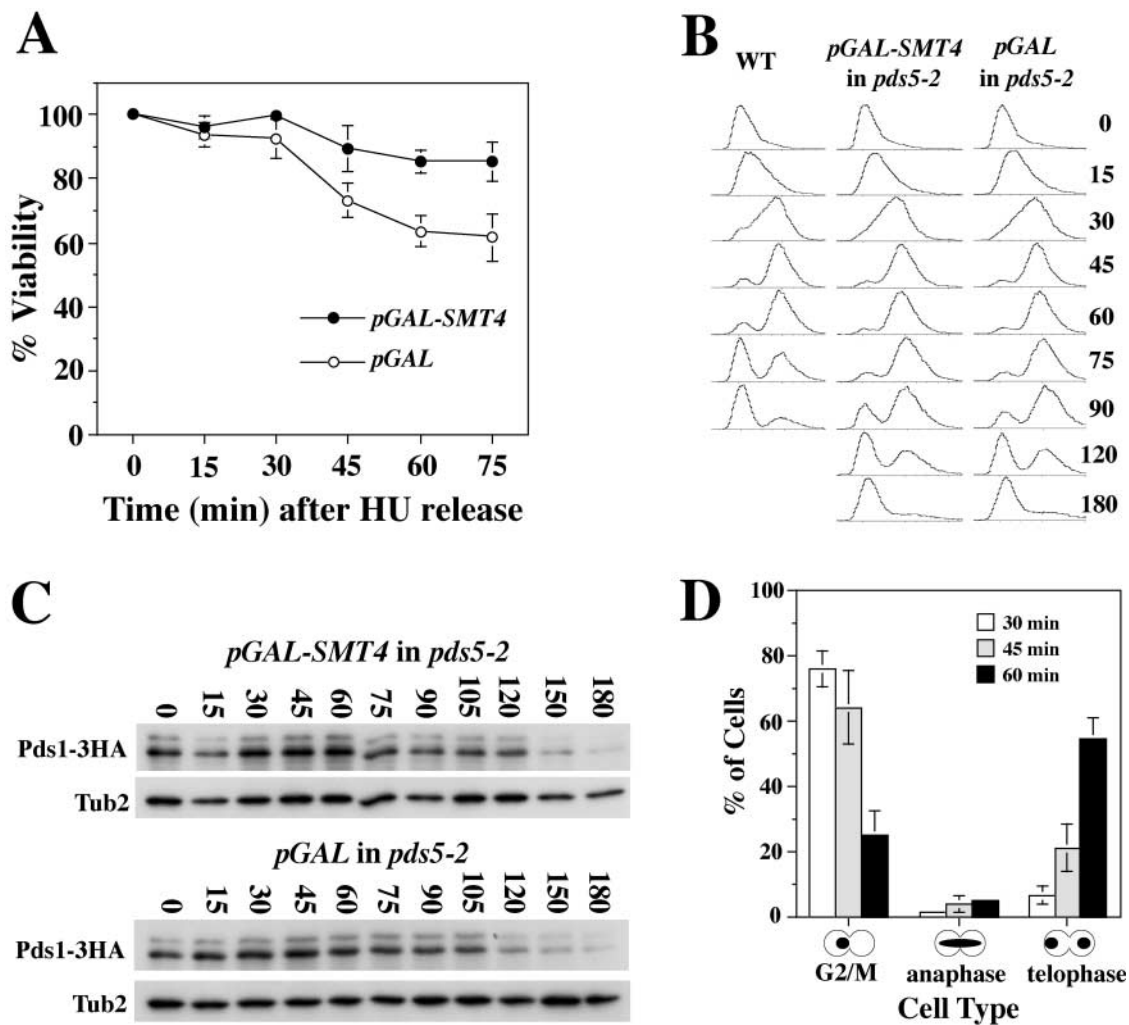 A
% Viability
100
80
60
40
20
0
pGAL-SMT4
pGAL
0 15 30 45 60 75
Time (min) after HU release
B
WT
pGAL-SMT4
in pds5-2
pGAL
in pds5-2
0
15
30
45
60
75
90
120
180
C
pGAL-SMT4 in pds5-2
0 15 30 45 60 75 90 105 120 150 180
Pds1-3HA
Tub2
pGAL in pds5-2
0 15 30 45 60 75 90 105 120 150 180
Pds1-3HA
Tub2
D
% of Cells
100
80
60
40
20
0
30 min
45 min
60 min
G2/M anaphase telophase
Cell Type